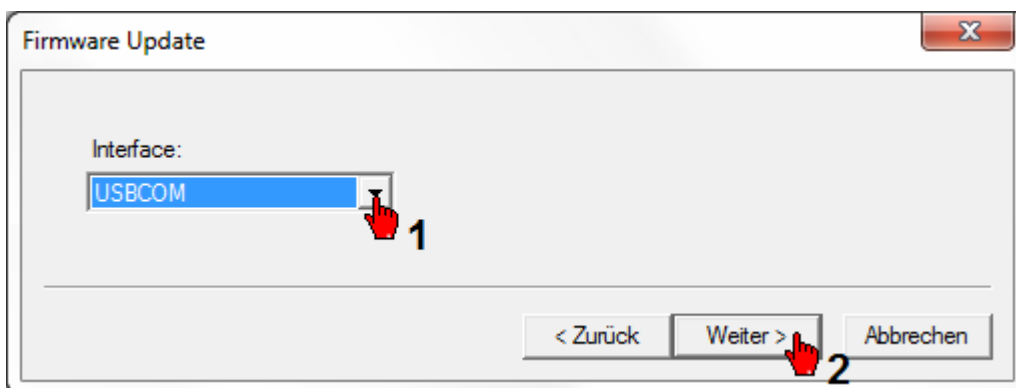 Firmware Update
Interface:
USBCOM
1
< Zurück Weiter > Abbrechen
2